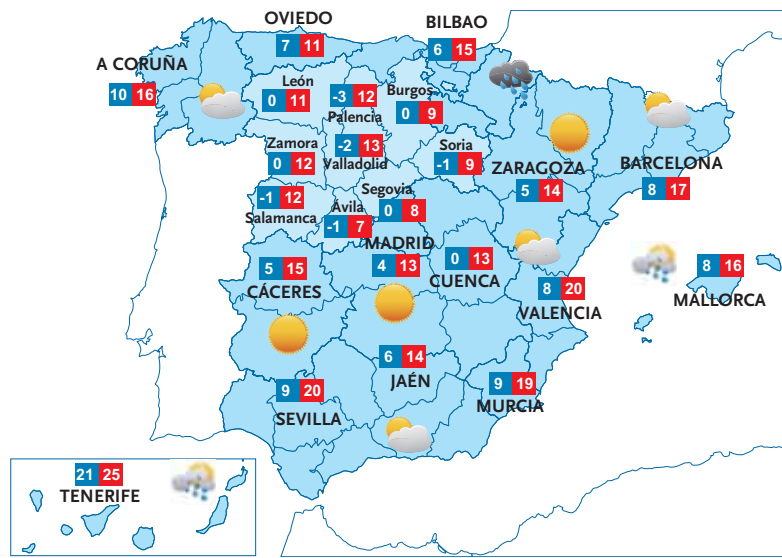 OVIEDO
7 11
BILBAO
6 15
A CORUÑA
10 16
León
0 11
-3 12
Palencia
Burgos
0 9
Zamora
0 12
-2 13
Valladolid
Soria
-1 9
ZARAGOZA
5 14
BARCELONA
8 17
-1 12
Salamanca
Ávila
-1 7
Segovia
0 8
MADRID
4 13
0 13
CUENCA
5 15
CÁCERES
8 20
VALENCIA
8 16
MALLORCA
6 14
JAÉN
9 19
MURCIA
9 20
SEVILLA
21 25
TENERIFE